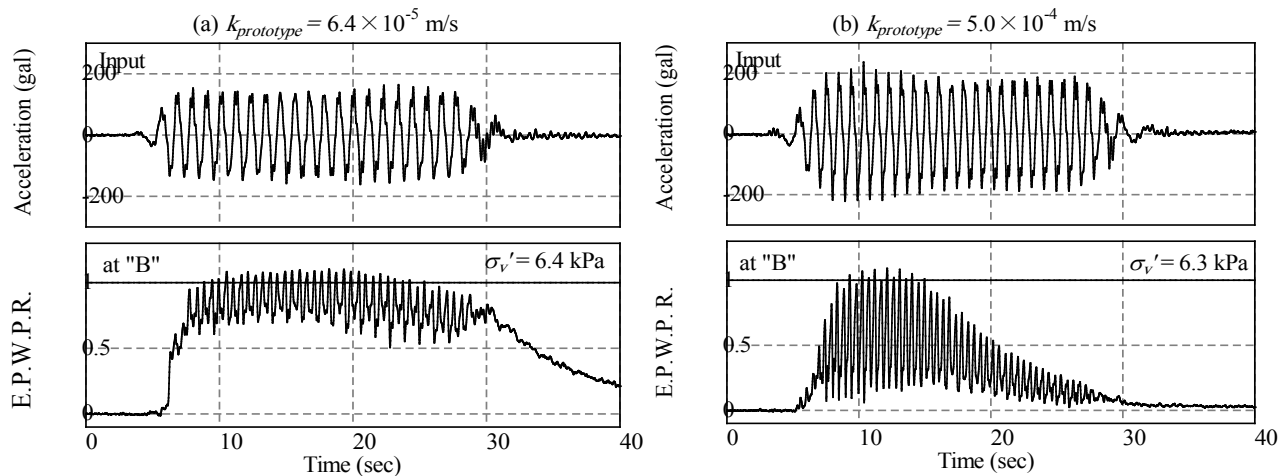 (a) kprototype = 6.4×10-5 m/s
Input
200
0
-200
Acceleration (gal)
at "B"
σv' = 6.4 kPa
1
0.5
0
E.P.W.P.R.
0 10 20 30 40
Time (sec)
(b) kprototype = 5.0×10-4 m/s
Input
200
0
-200
Acceleration (gal)
at "B"
σv' = 6.3 kPa
1
0.5
0
E.P.W.P.R.
0 10 20 30 40
Time (sec)